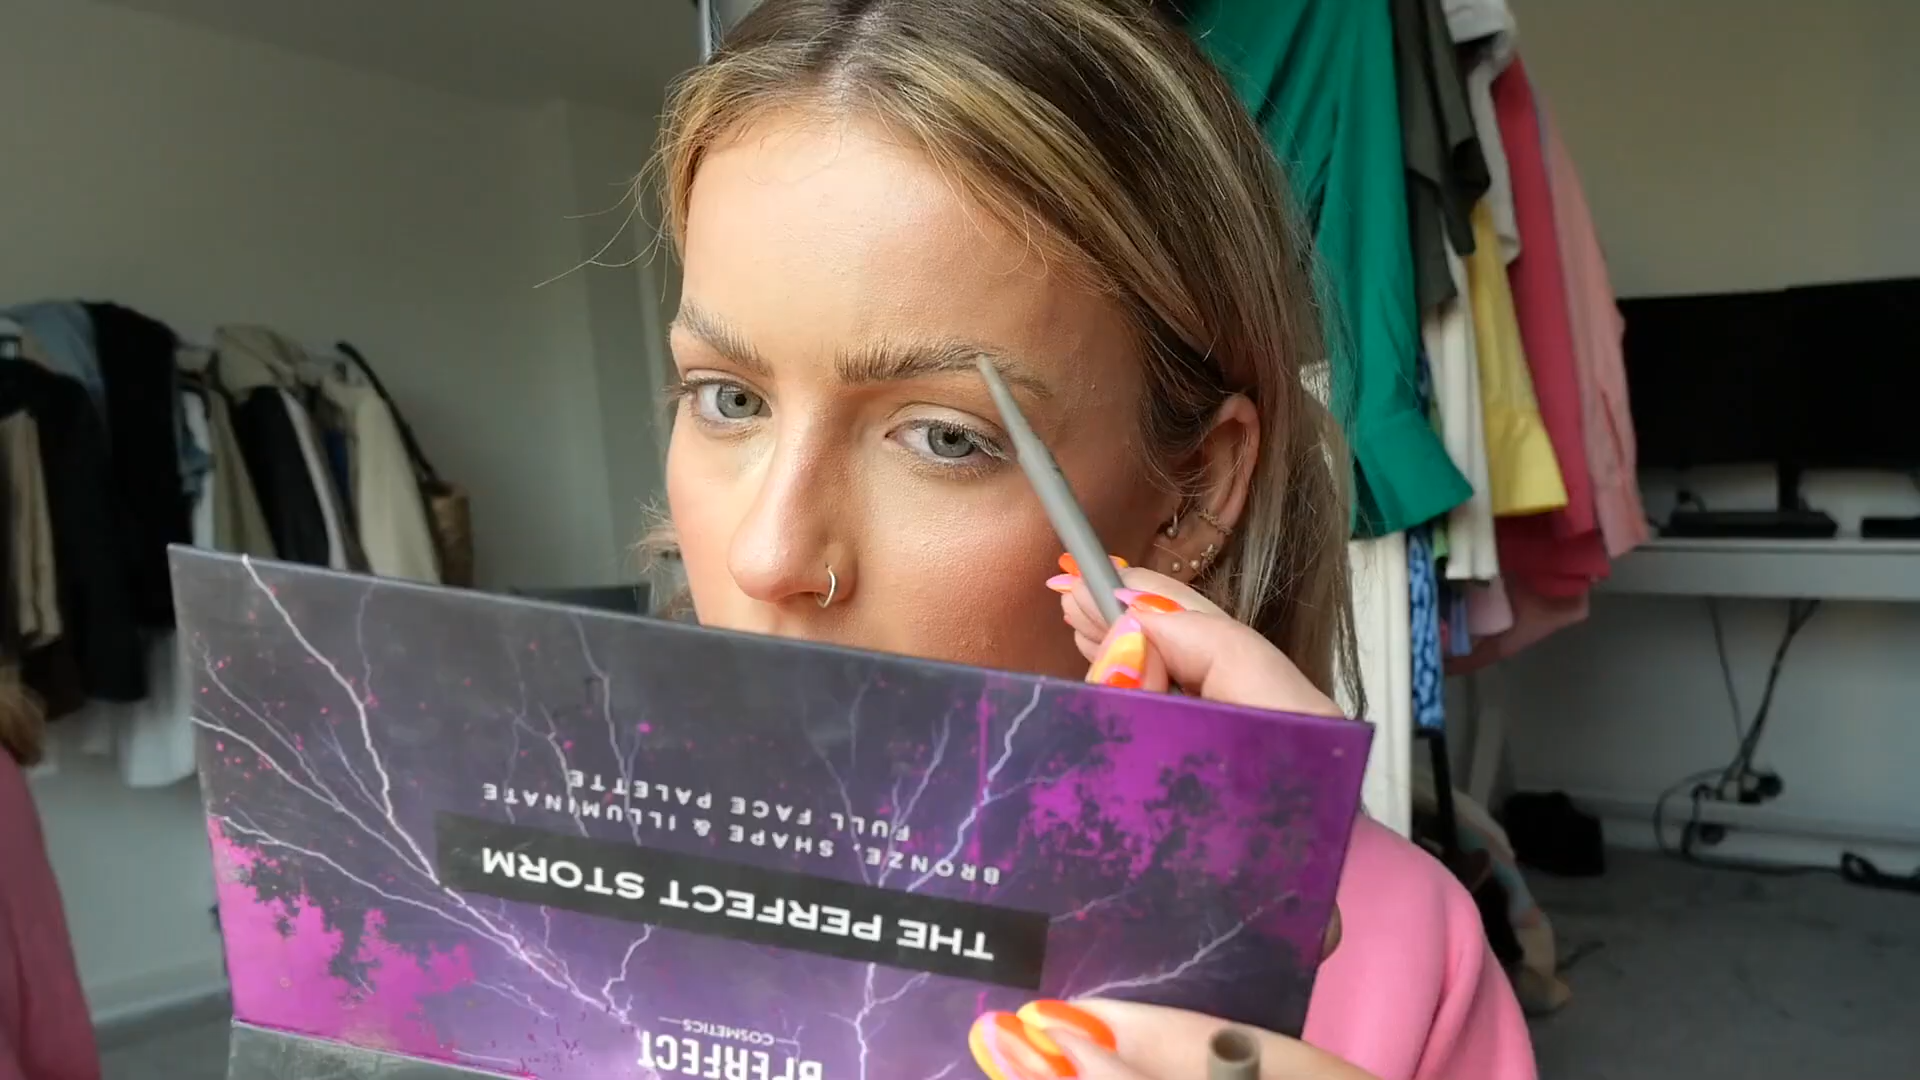 BPERFECT
COSMETICS
THE PERFECT STORM
BRONZE, SHAPE & ILLUMINATE
FULL FACE PALETTE